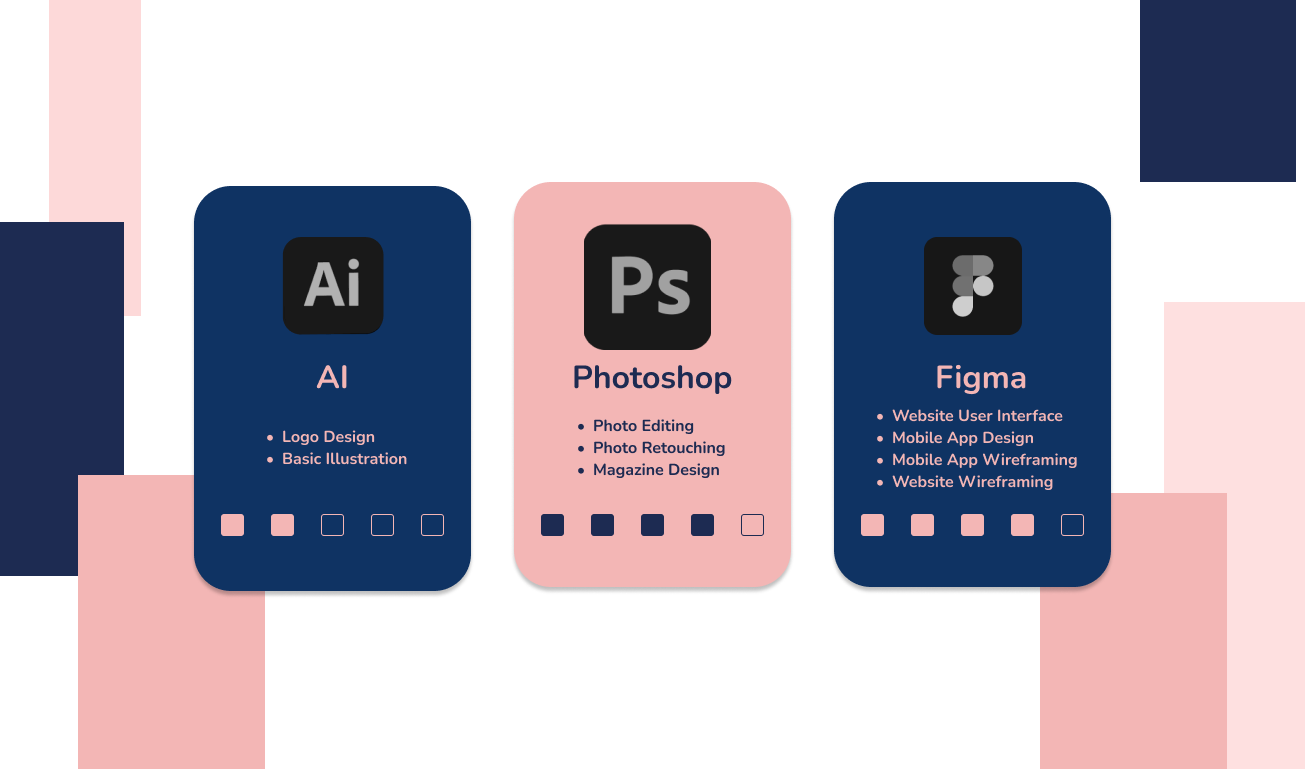 Ai
AI
• Logo Design
• Basic Illustration
Ps
Photoshop
• Photo Editing
• Photo Retouching
• Magazine Design
Figma
• Website User Interface
• Mobile App Design
• Mobile App Wireframing
• Website Wireframing